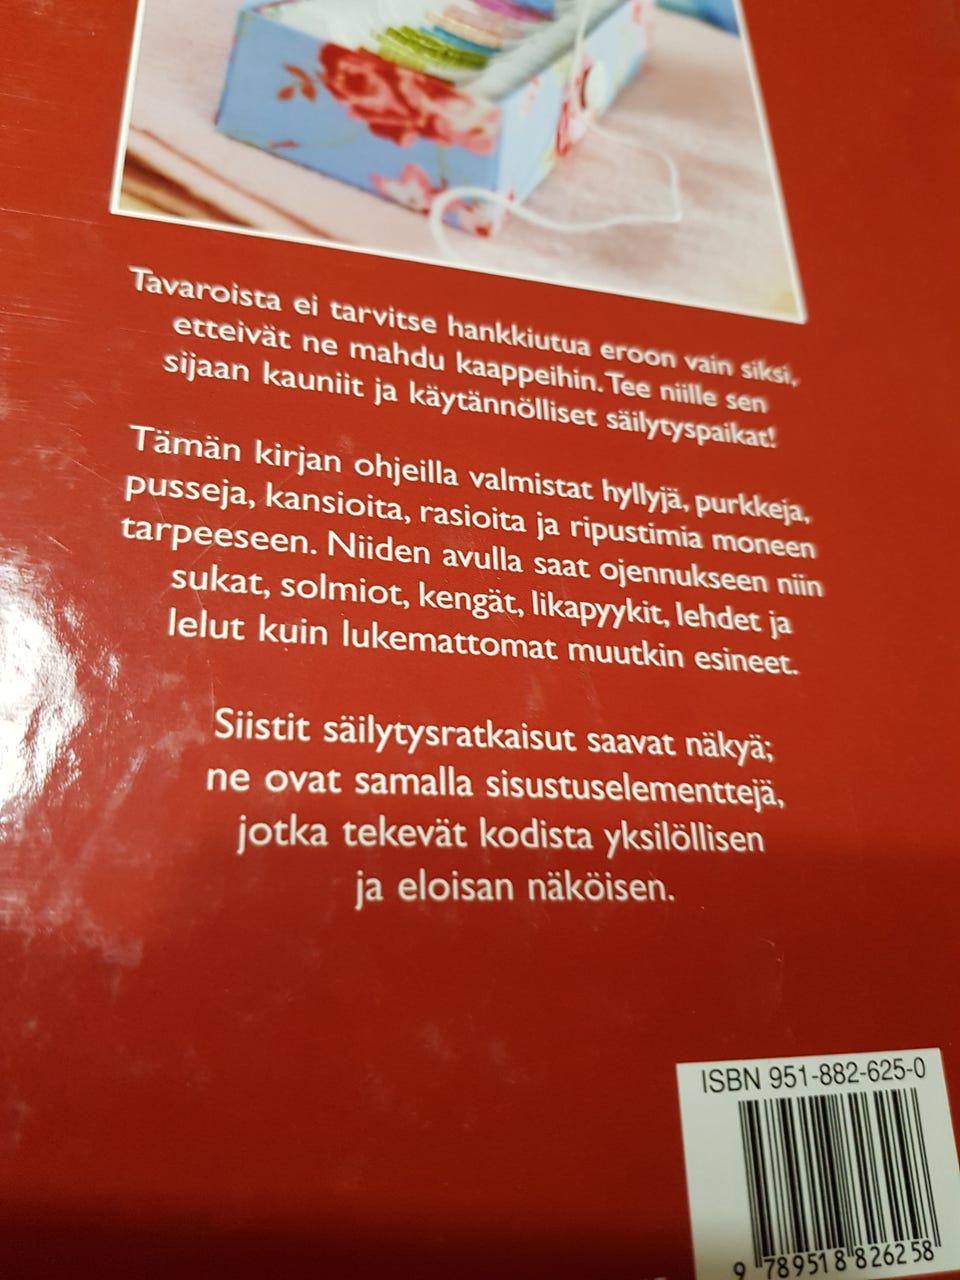 Tavaroista ei tarvitse hankkiutua eroon vain siksi,
etteivät ne mahdu kaappeihin. Tee niille sen
sijaan kauniit ja käytännölliset säilytyspaikat!
Tämän kirjan ohjeilla valmistat hyllyjä, purkkeja,
pusseja, kansioita, rasioita ja ripustimia moneen
tarpeeseen. Niiden avulla saat ojennukseen niin
sukat, solmiot, kengät, likapyykit, lehdet ja
lelut kuin lukemattomat muutkin esineet.
Siistit säilytysratkaisut saavat näkyä;
ne ovat samalla sisustuselementtejä,
jotka tekevät kodista yksilöllisen
ja eloisan näköisen.
ISBN 951-882-625-0
9 789518 826258